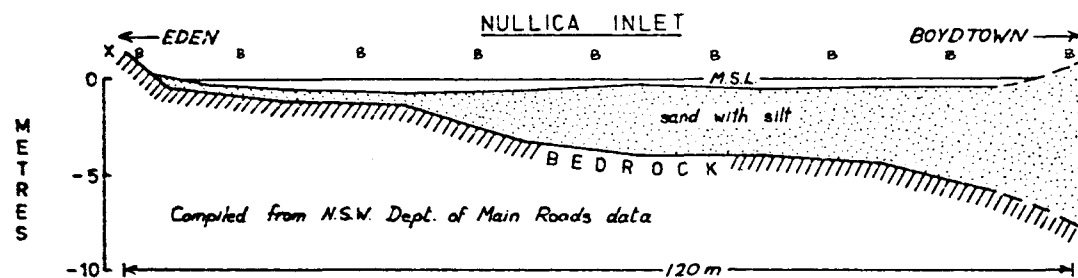 NULLICA INLET
EDEN BOYDTOWN
X B B B B B B B B B
0 M.S.L.
sand with silt
METRES
BEDROCK
-5
Compiled from N.S.W. Dept. of Main Roads data
-10 120 m